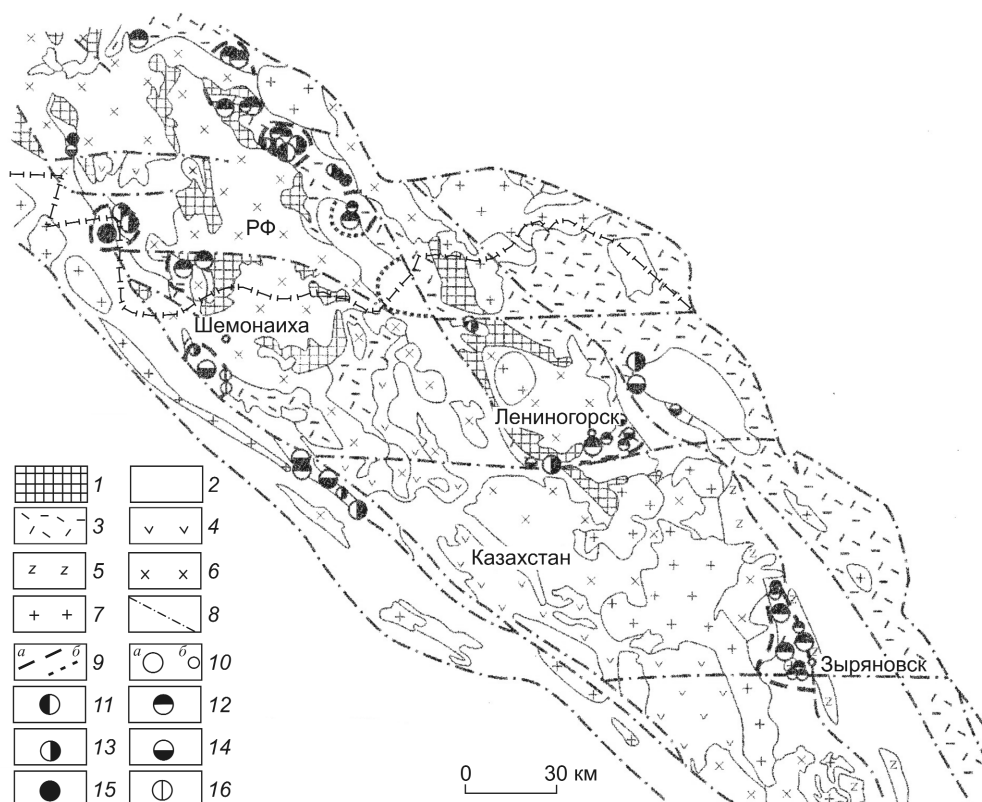 РФ
Шемонаиха
Лениногорск
Казахстан
Зыряновск
1 2
3 4
5 6
7 8
а б 9 а б 10
11 12
13 14
15 16
0 30 км